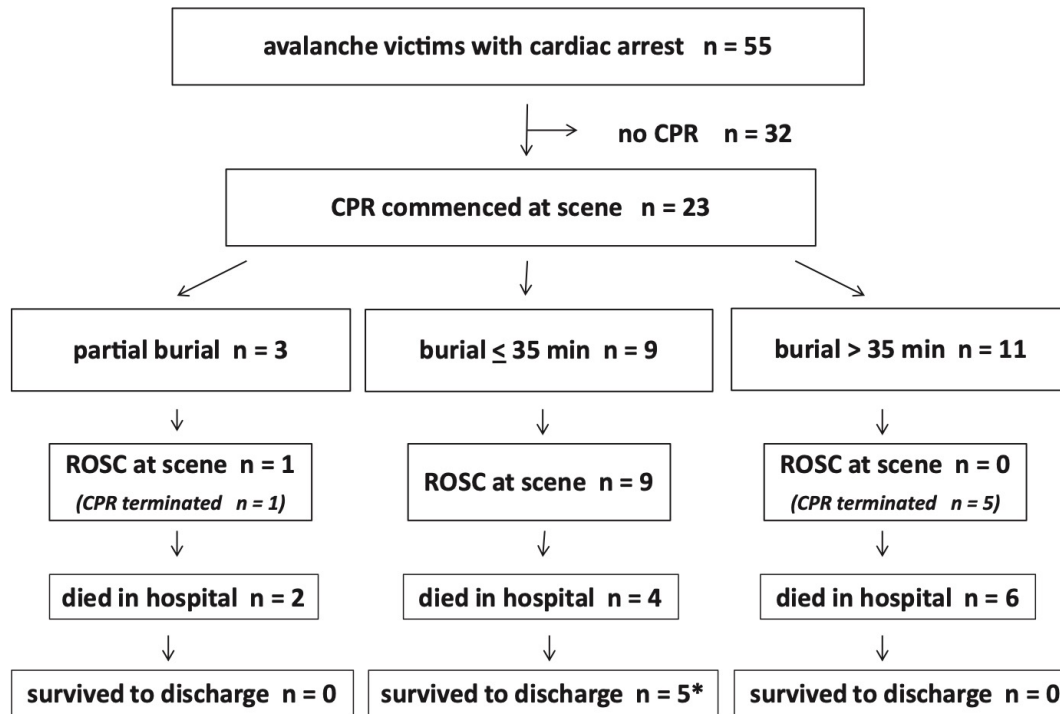 avalanche victims with cardiac arrest n = 55
no CPR n = 32
CPR commenced at scene n = 23
partial burial n = 3
burial ≤ 35 min n = 9
burial > 35 min n = 11
ROSC at scene n = 1
(CPR terminated n = 1)
ROSC at scene n = 9
ROSC at scene n = 0
(CPR terminated n = 5)
died in hospital n = 2
died in hospital n = 4
died in hospital n = 6
survived to discharge n = 0
survived to discharge n = 5*
survived to discharge n = 0